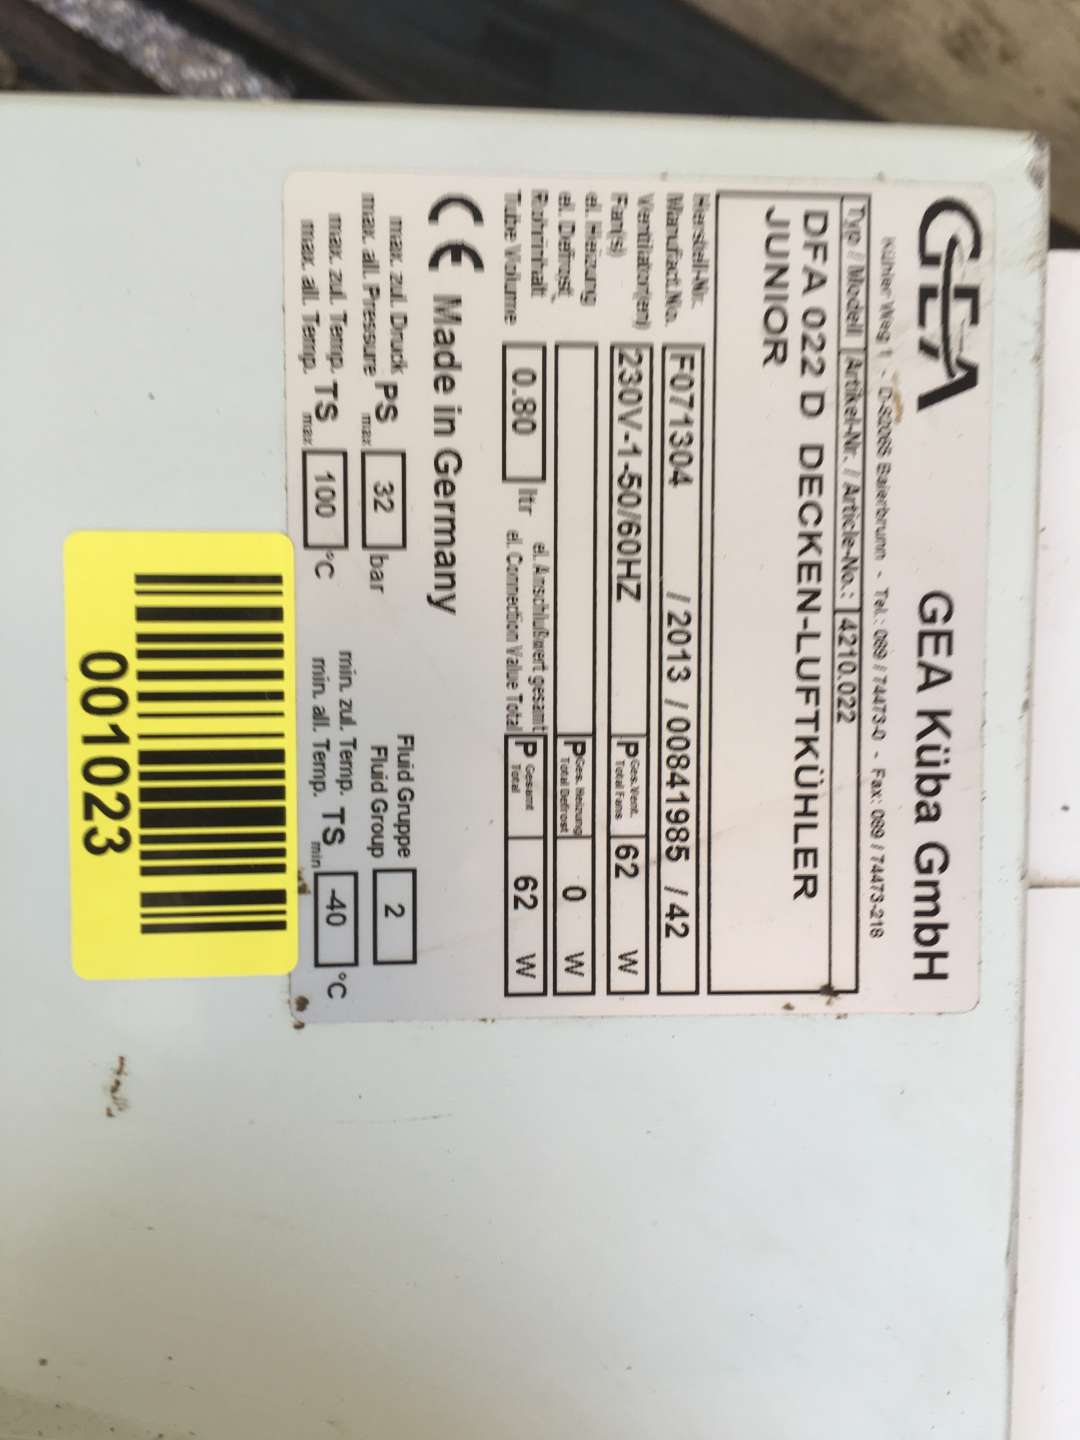 GEA GEA Küba GmbH
Kühler Weg 1 - D-82065 Baierbrunn - Tel.: 089 / 74473-0 - Fax: 089 / 74473-218
Typ / Modell Artikel-Nr. / Article-No.: 4210.022
DFA 022 D DECKEN-LUFTKÜHLER
JUNIOR
Herstell-Nr.
Manufact.No. F071304 / 2013 / 00841985 / 42
Ventilator(en)
Fan(s) 230V-1-50/60HZ P Ges.Vent. Total Fans 62 W
el. Heizung
el. Defrost P Ges. Heizung Total Defrost 0 W
Rohrinhalt
Tube Volume 0.80 ltr el. Anschlußwert gesamt
el. Connection Value Total P Gesamt Total 62 W
CE Made in Germany
max. zul. Druck
max. all. Pressure PS max 32 bar Fluid Gruppe
Fluid Group 2
max. zul. Temp.
max. all. Temp. TS max 100 °C min. zul. Temp.
min. all. Temp. TS min -40 °C
001023